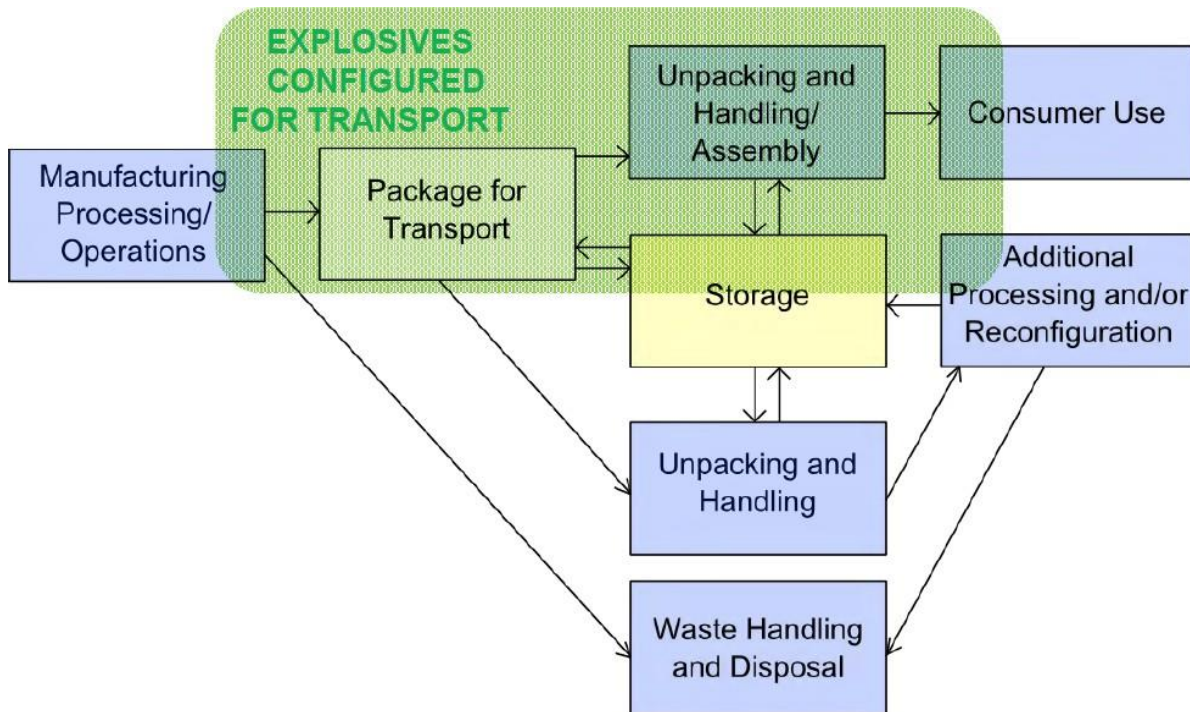 EXPLOSIVES
CONFIGURED
FOR TRANSPORT
Unpacking and
Handling/
Assembly
Consumer Use
Manufacturing
Processing/
Operations
Package for
Transport
Storage
Additional
Processing and/or
Reconfiguration
Unpacking and
Handling
Waste Handling
and Disposal